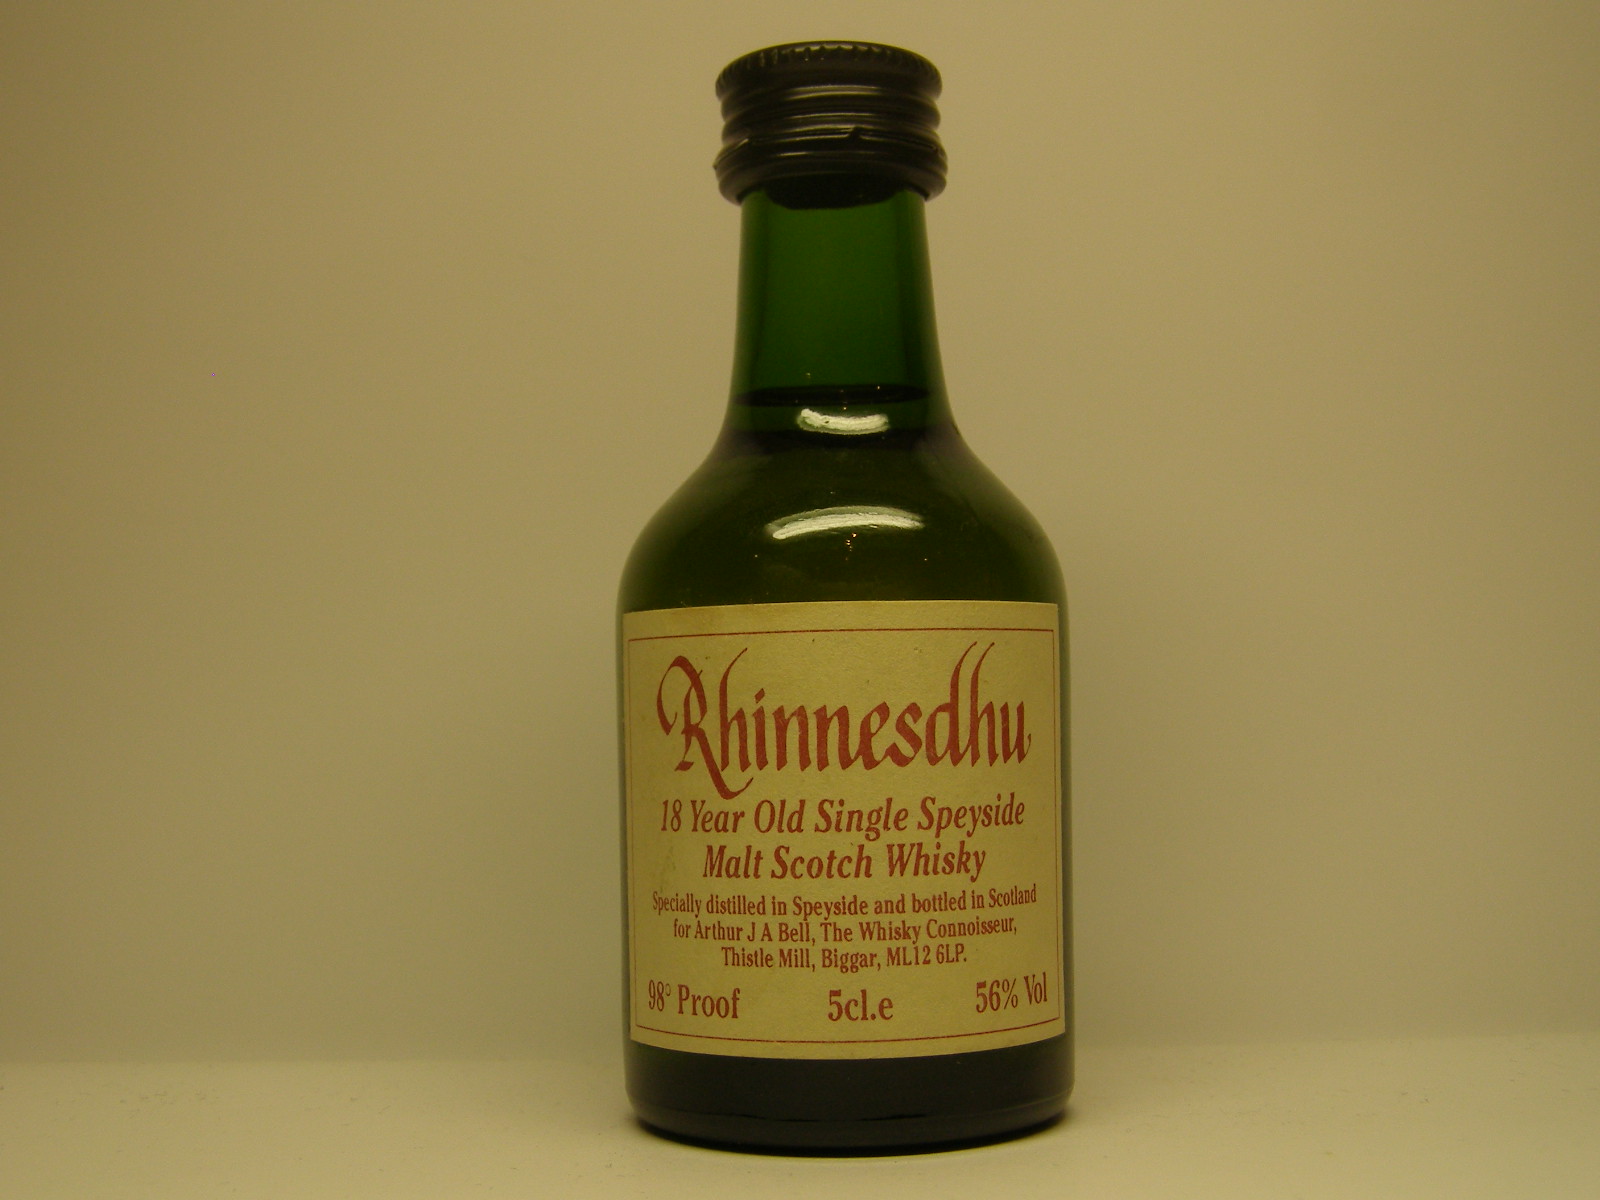 Rhinnesdhu
18 Year Old Single Speyside
Malt Scotch Whisky
Specially distilled in Speyside and bottled in Scotland
for Arthur J A Bell, The Whisky Connoisseur,
Thistle Mill, Biggar, ML12 6LP.
98° Proof 5cl.e 56% Vol